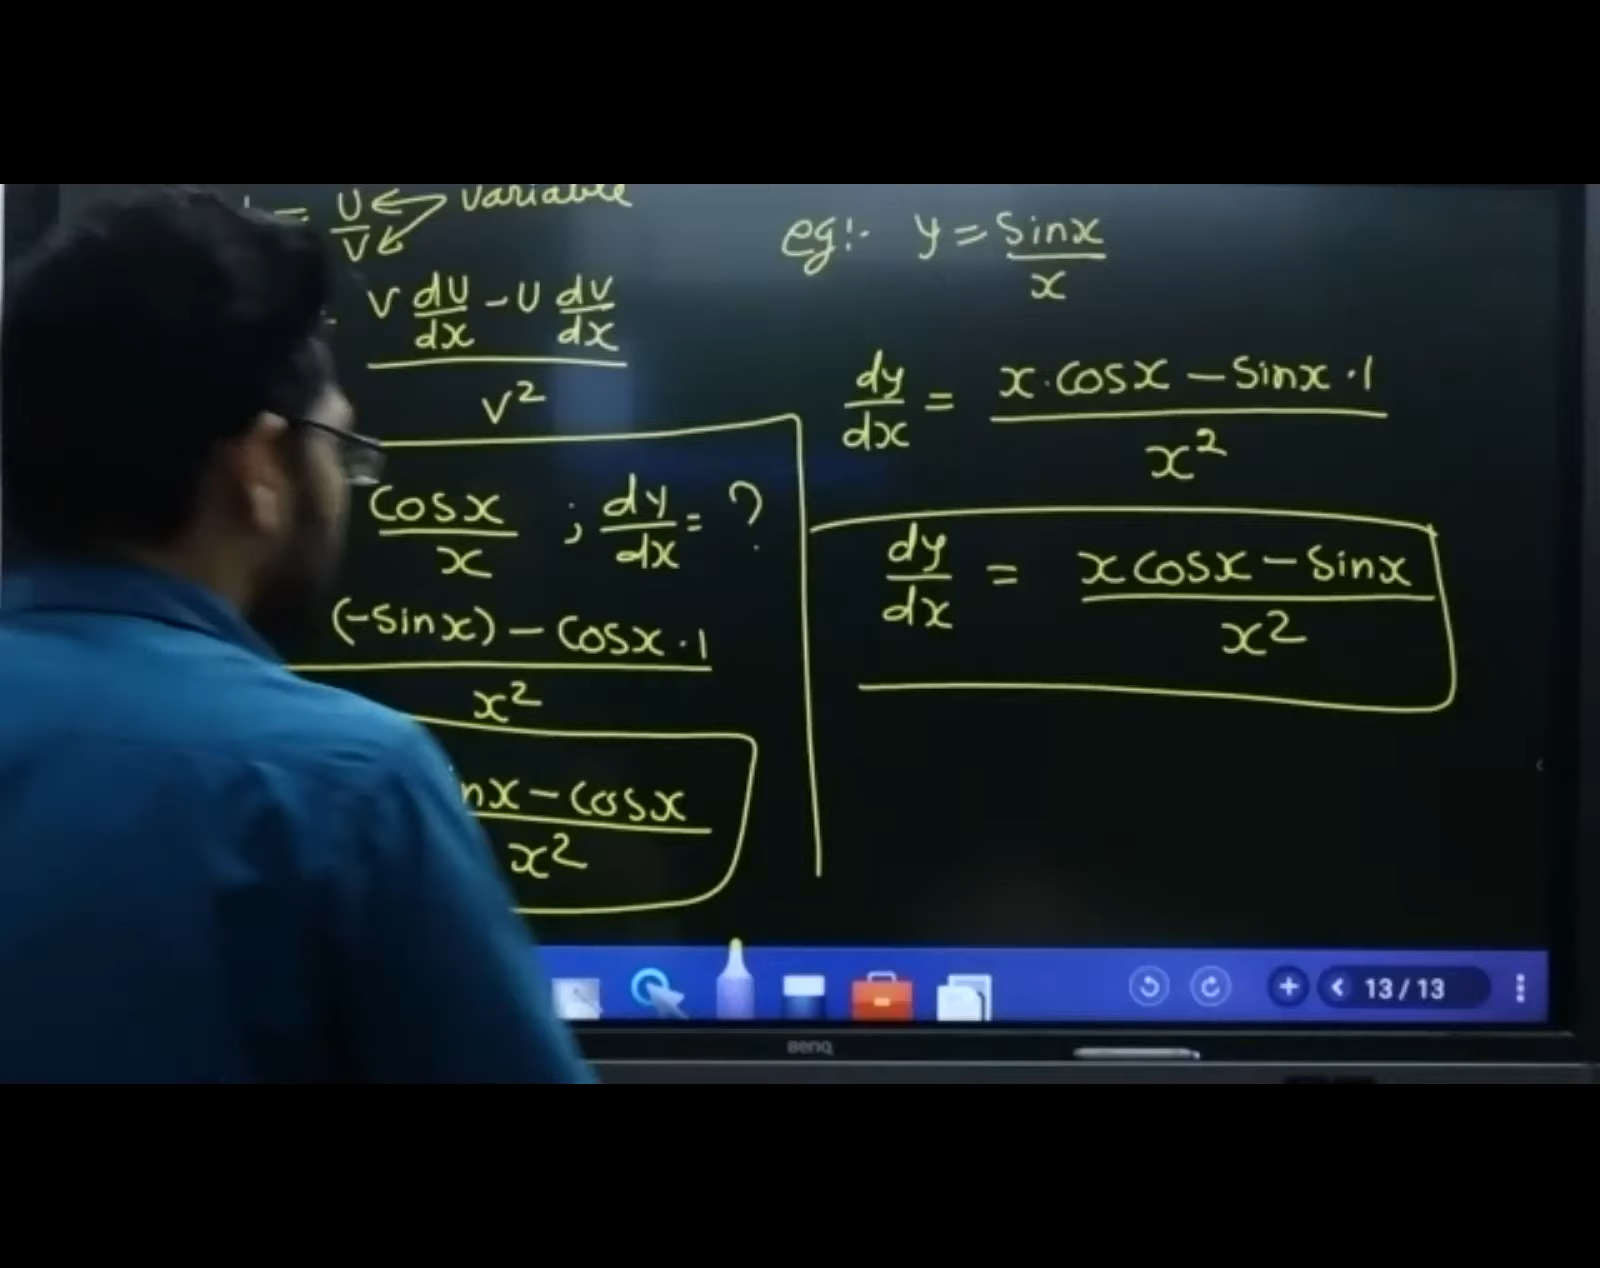 = U/V variable
V dU/dx - U dV/dx
V²
cosx/x ; dy/dx = ?
(-sinx) - cosx.1
x²
nx - cosx
x²
eg:- y = sinx/x
dy/dx = x.cosx - sinx.1 / x²
dy/dx = xcosx - sinx / x²
13/13
BenQ